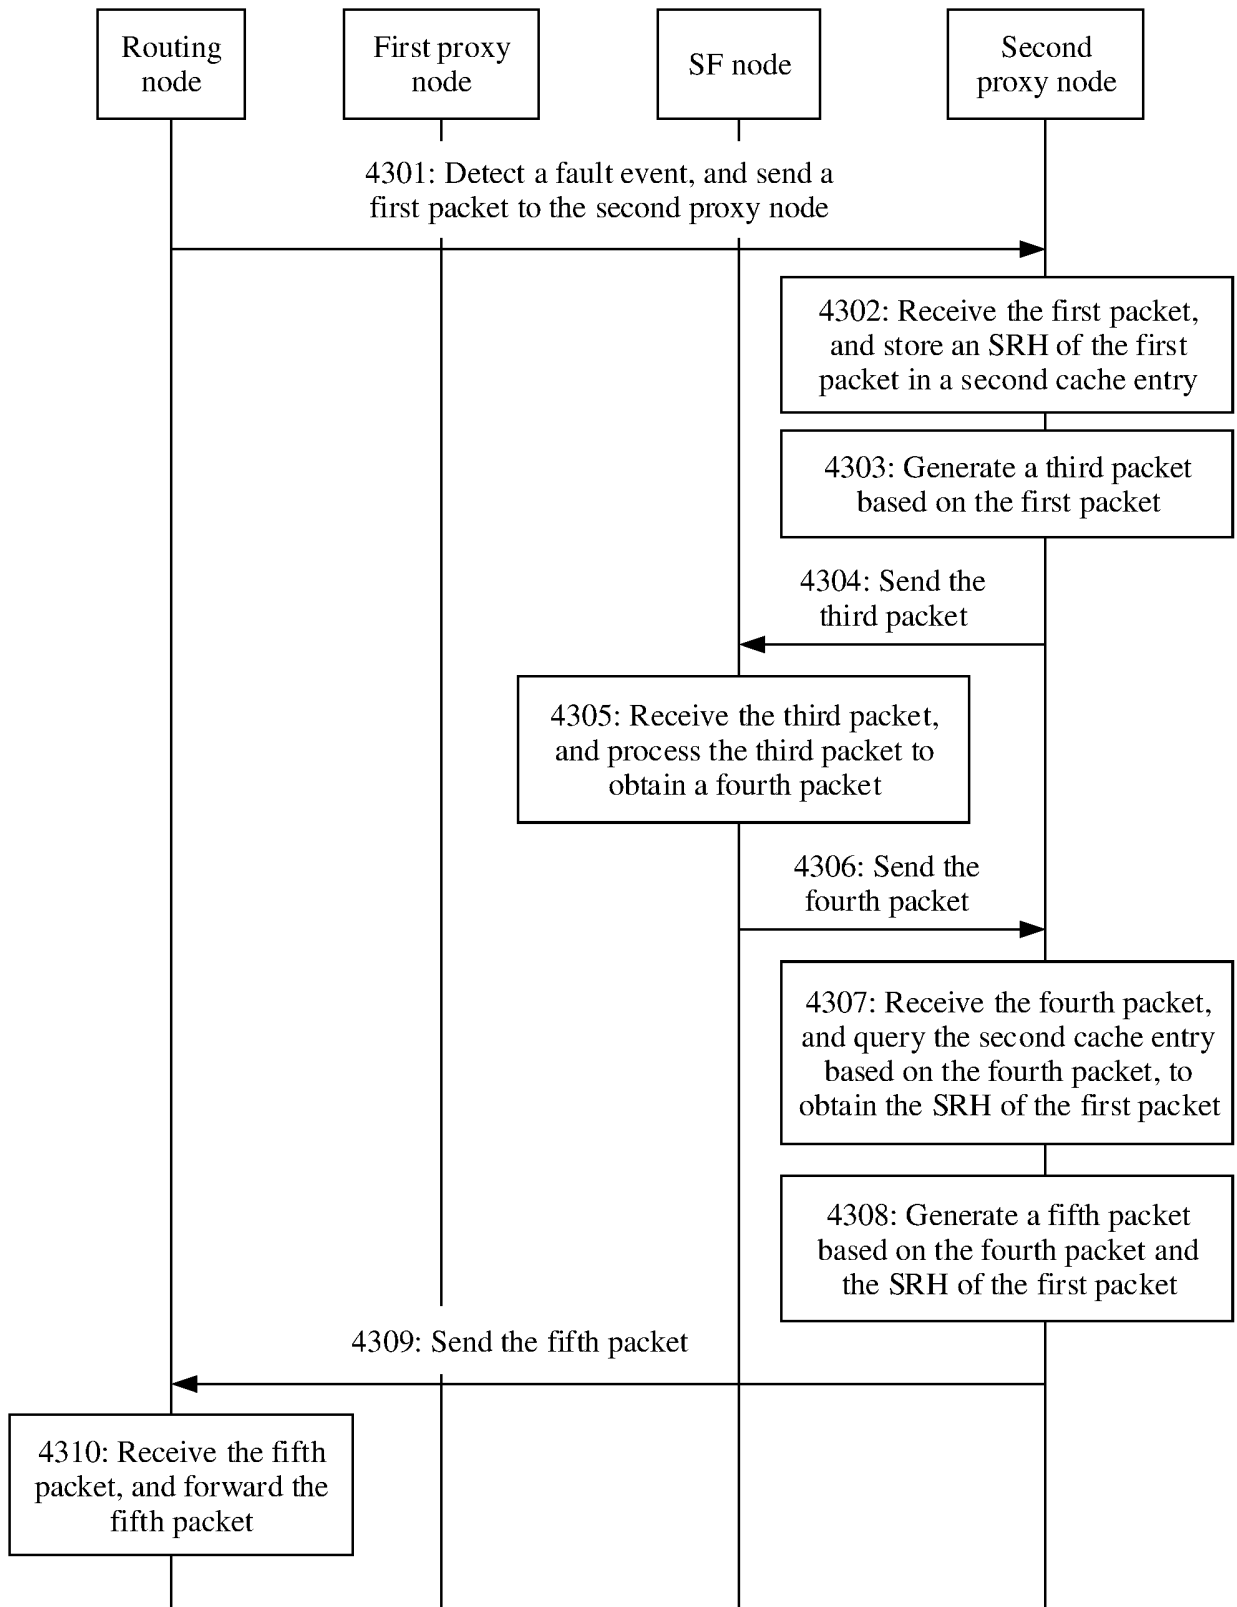 Routing
node
First proxy
node
SF node
Second
proxy node
4301: Detect a fault event, and send a
first packet to the second proxy node
4302: Receive the first packet,
and store an SRH of the first
packet in a second cache entry
4303: Generate a third packet
based on the first packet
4304: Send the
third packet
4305: Receive the third packet,
and process the third packet to
obtain a fourth packet
4306: Send the
fourth packet
4307: Receive the fourth packet,
and query the second cache entry
based on the fourth packet, to
obtain the SRH of the first packet
4308: Generate a fifth packet
based on the fourth packet and
the SRH of the first packet
4309: Send the fifth packet
4310: Receive the fifth
packet, and forward the
fifth packet